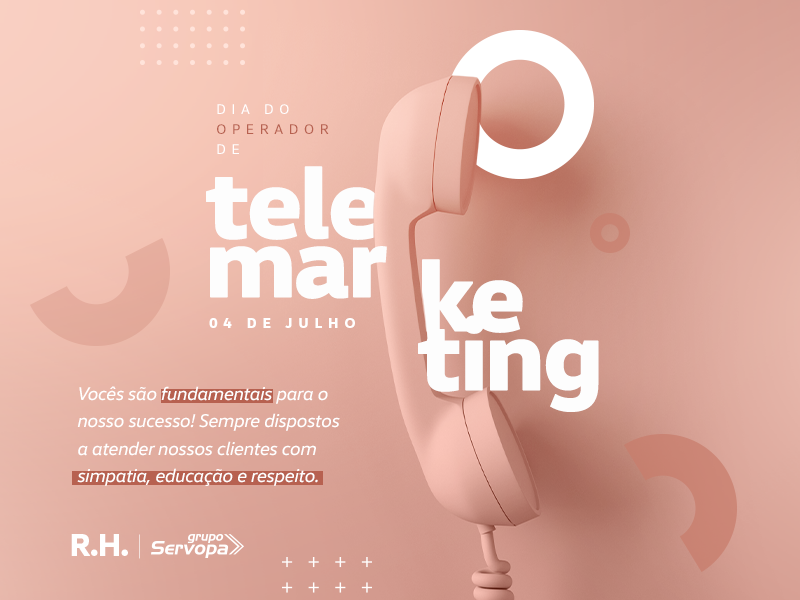 DIA DO
OPERADOR
DE
tele
mar
ke
ting
04 DE JULHO
Vocês são fundamentais para o
nosso sucesso! Sempre dispostos
a atender nossos clientes com
simpatia, educação e respeito.
R.H. grupo Servopa